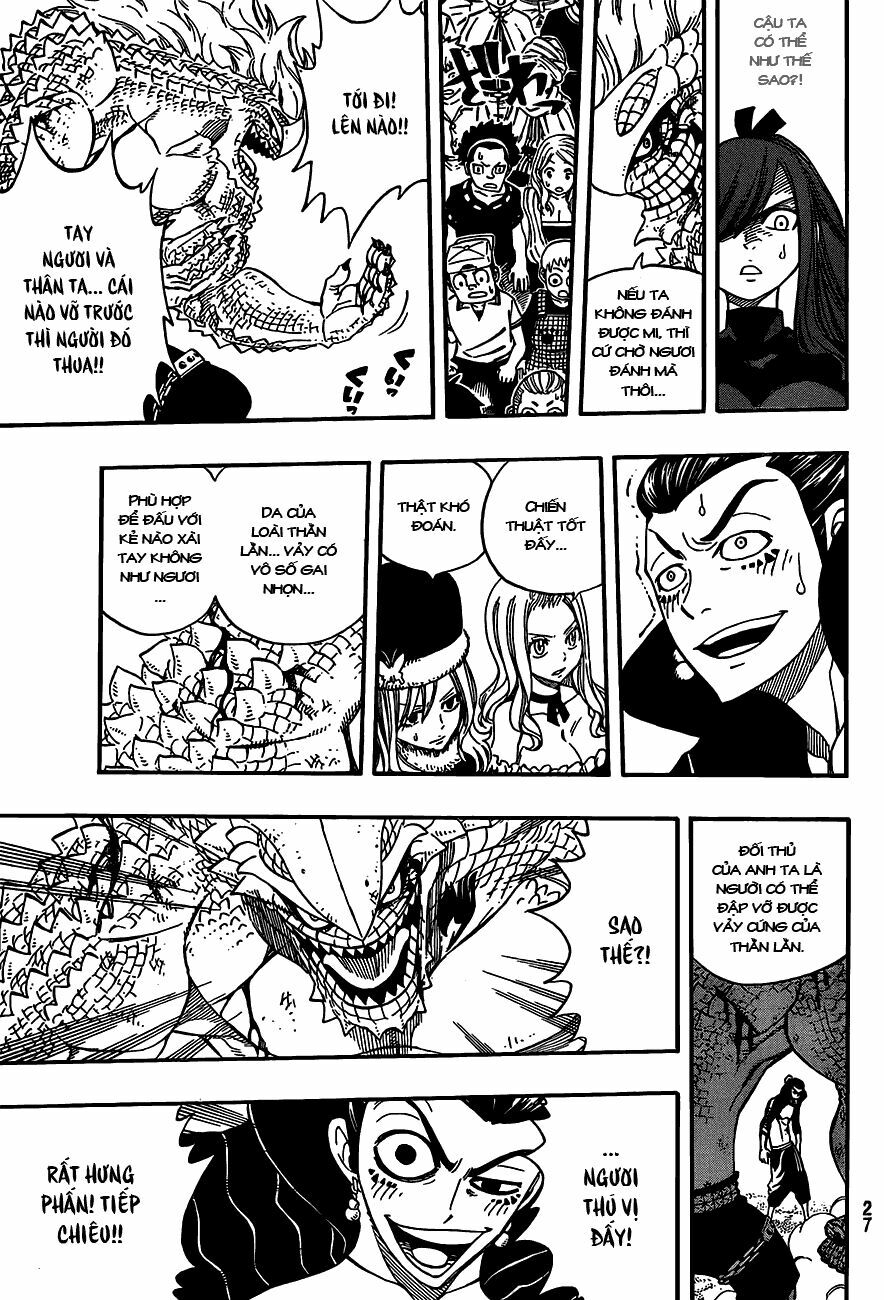 CẬU TA
CÓ THỂ
NHƯ THẾ
SAO?!
NẾU TA
KHÔNG ĐÁNH
ĐƯỢC MI, THÌ
CỨ CHỜ NGƯƠI
ĐÁNH MÀ
THÔI...
TỚI ĐI!
LÊN NÀO!!
TAY
NGƯỜI VÀ
THÂN TA... CÁI
NÀO VỠ TRƯỚC
THÌ NGƯỜI ĐÓ
THUA!!
CHIẾN
THUẬT TỐT
ĐẤY...
THẬT KHÓ
ĐOÁN.
DA CỦA
LOÀI THẰN
LẰN... VẢY CÓ
VÔ SỐ GAI
NHỌN...
PHÙ HỢP
ĐỂ ĐẤU VỚI
KẺ NÀO XÀI
TAY KHÔNG
NHƯ NGƯƠI
...
ĐỐI THỦ
CỦA ANH TA LÀ
NGƯỜI CÓ THỂ
ĐẬP VỠ ĐƯỢC
VẢY CỨNG CỦA
THẰN LẰN.
SAO
THẾ?!
...
NGƯỜI
THÚ VỊ
ĐẤY!
RẤT HƯNG
PHẤN! TIẾP
CHIÊU!!
27